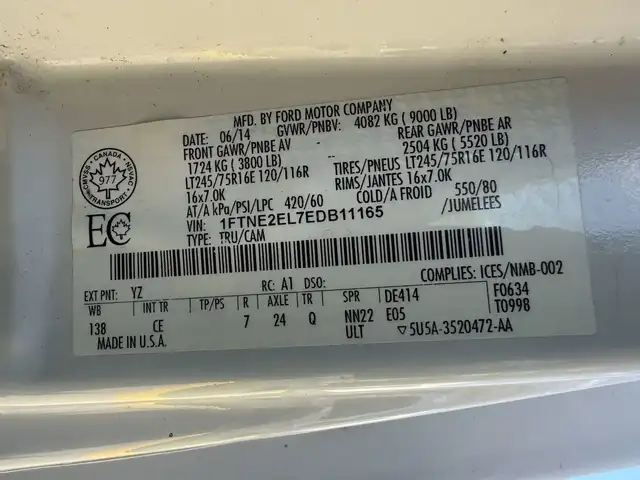 MFD. BY FORD MOTOR COMPANY
DATE: 06/14 GVWR/PNBV: 4082 KG ( 9000 LB)
FRONT GAWR/PNBE AV REAR GAWR/PNBE AR
1724 KG ( 3800 LB) 2504 KG ( 5520 LB)
LT245/75R16E 120/116R TIRES/PNEUS LT245/75R16E 120/116R
16x7.0K RIMS/JANTES 16x7.0K
AT/A kPa/PSI/LPC 420/60 COLD/A FROID 550/80
VIN: 1FTNE2EL7EDB11165 /JUMELEES
TYPE: TRU/CAM
CANADA
977
TRANSPORT
EC
COMPLIES: ICES/NMB-002
EXT PNT: YZ RC: A1 DSO:
WB INT TR TP/PS R AXLE TR SPR DE414 F0634
138 CE 7 24 Q NN22 E05 T0998
MADE IN U.S.A. ULT ▽5U5A-3520472-AA